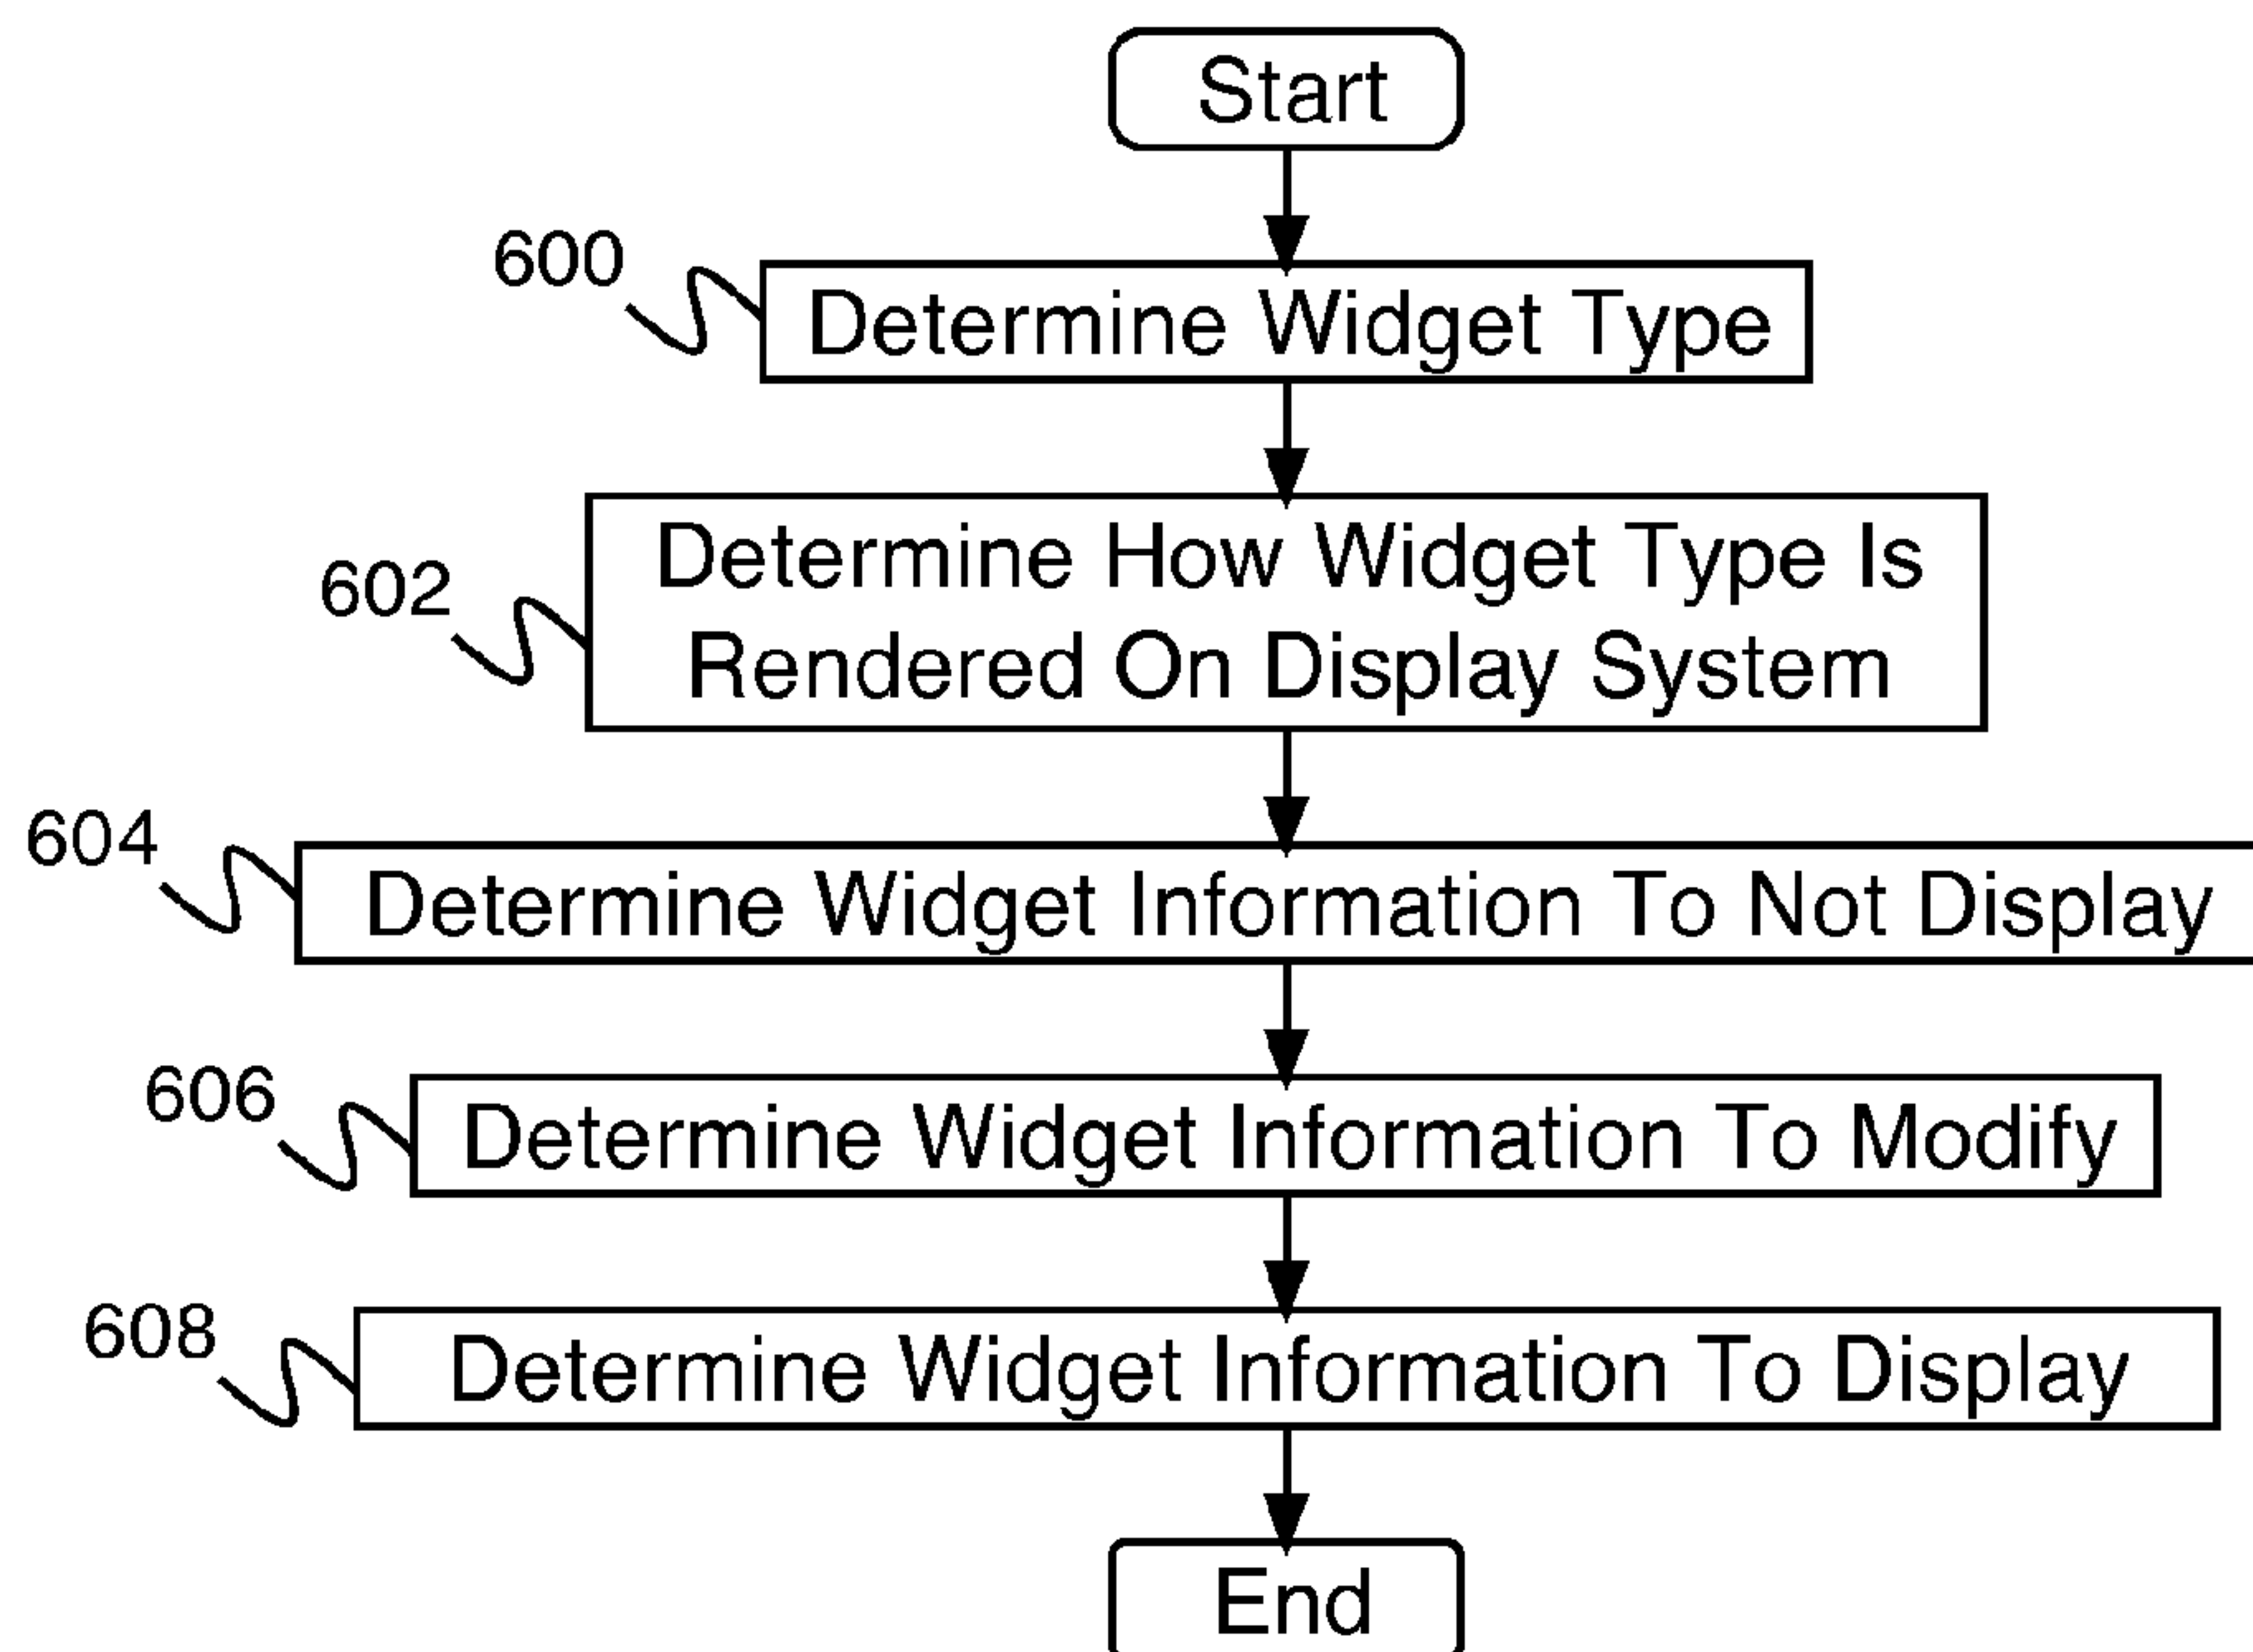 Start
600
Determine Widget Type
602
Determine How Widget Type Is
Rendered On Display System
604
Determine Widget Information To Not Display
606
Determine Widget Information To Modify
608
Determine Widget Information To Display
End